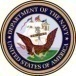 DEPARTMENT OF THE NAVY
UNITED STATES OF AMERICA